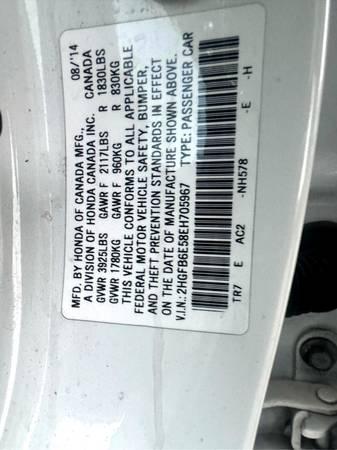 MFD. BY HONDA OF CANADA MFG., 08/'14
A DIVISION OF HONDA CANADA INC. CANADA
GVWR 3925LBS GAWR F 2117LBS R 1830LBS
GVWR 1780KG GAWR F 960KG R 830KG
THIS VEHICLE CONFORMS TO ALL APPLICABLE
FEDERAL MOTOR VEHICLE SAFETY, BUMPER,
AND THEFT PREVENTION STANDARDS IN EFFECT
ON THE DATE OF MANUFACTURE SHOWN ABOVE.
V.I.N.: 2HGFB6E58EH705967 TYPE: PASSENGER CAR
TR7 E AC2 -NH578 -E -H